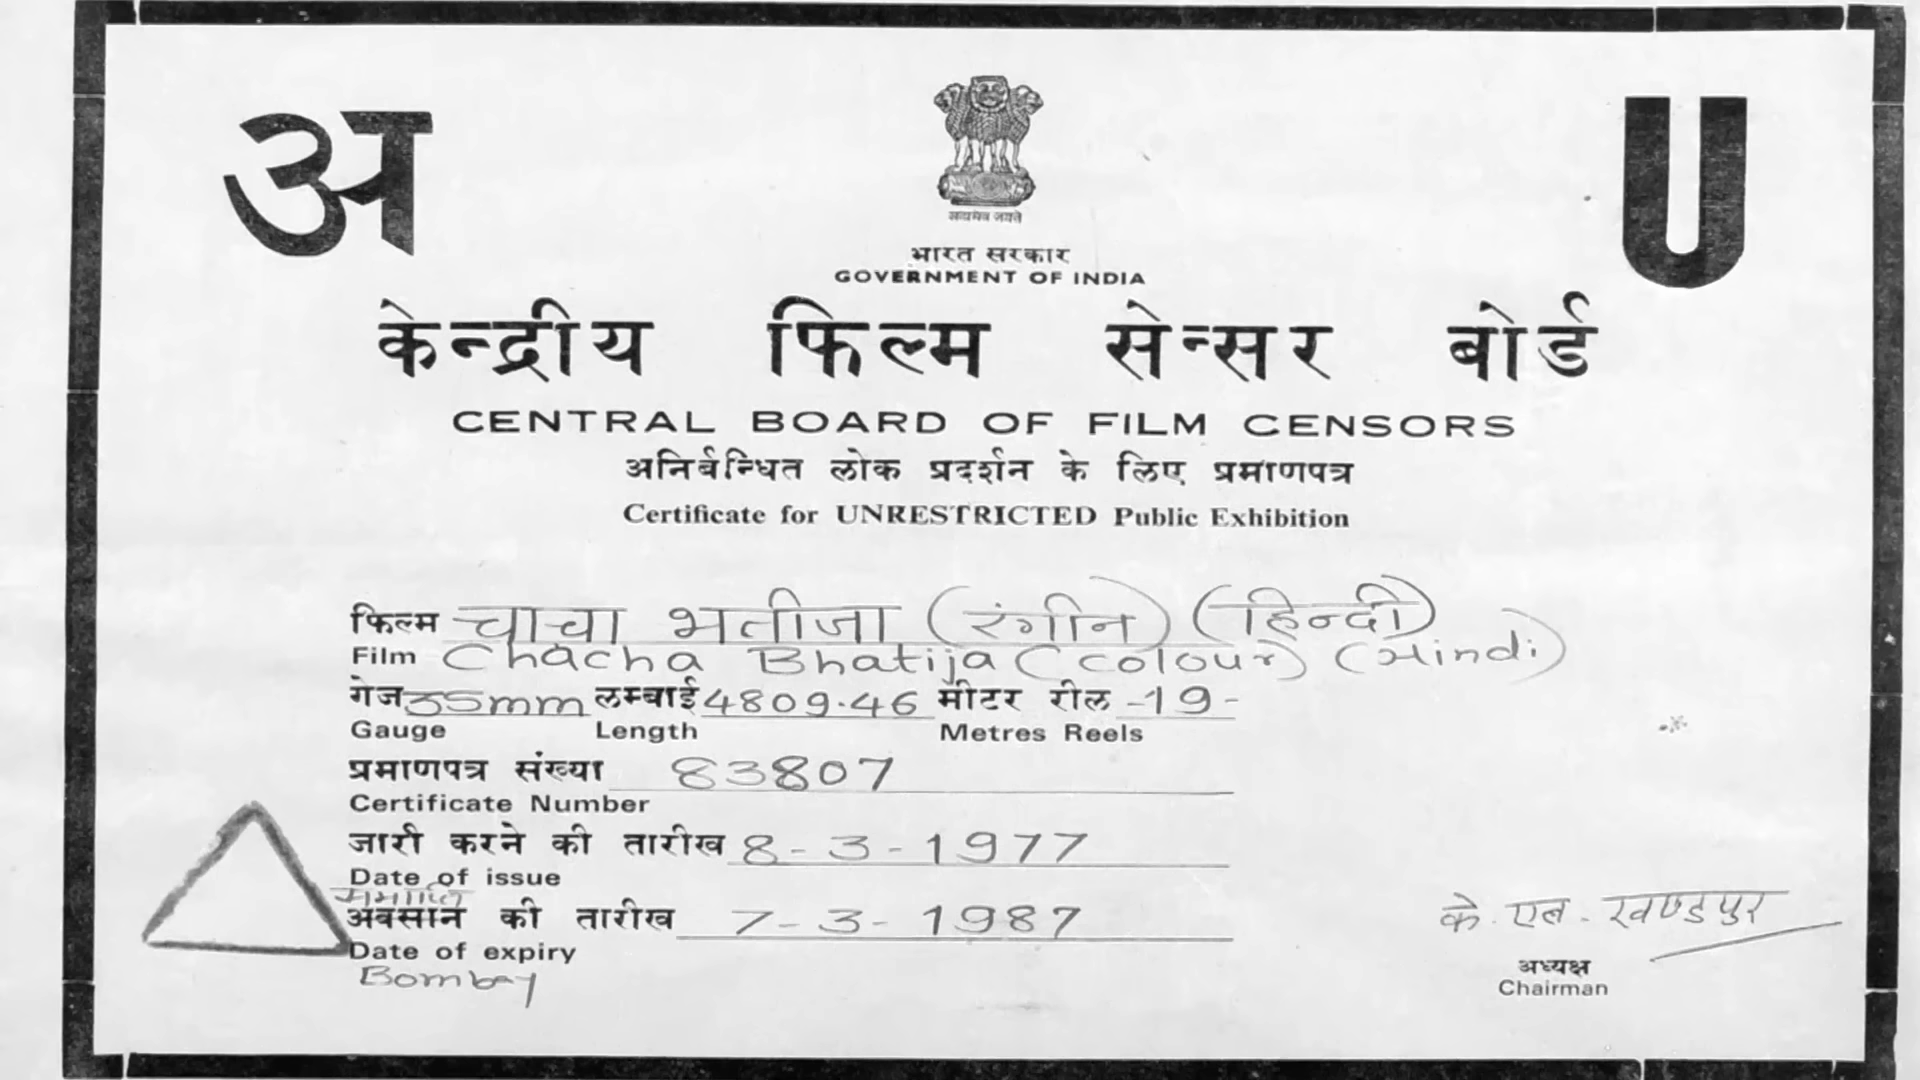 अ
U
सत्यमेव जयते
भारत सरकार
GOVERNMENT OF INDIA
केन्द्रीय फिल्म सेन्सर बोर्ड
CENTRAL BOARD OF FILM CENSORS
अनिर्बन्धित लोक प्रदर्शन के लिए प्रमाणपत्र
Certificate for UNRESTRICTED Public Exhibition
फिल्म चाचा भतीजा (रंगीन) (हिन्दी)
Film Chacha Bhatija (Colour) (Hindi)
गेज 35mm लम्बाई 4809.46 मीटर रील -19-
Gauge Length Metres Reels
प्रमाणपत्र संख्या 83807
Certificate Number
जारी करने की तारीख 8-3-1977
Date of issue
समाप्ति
अवसान की तारीख 7-3-1987
Date of expiry
Bombay
के. एल. खण्डपुर
अध्यक्ष
Chairman